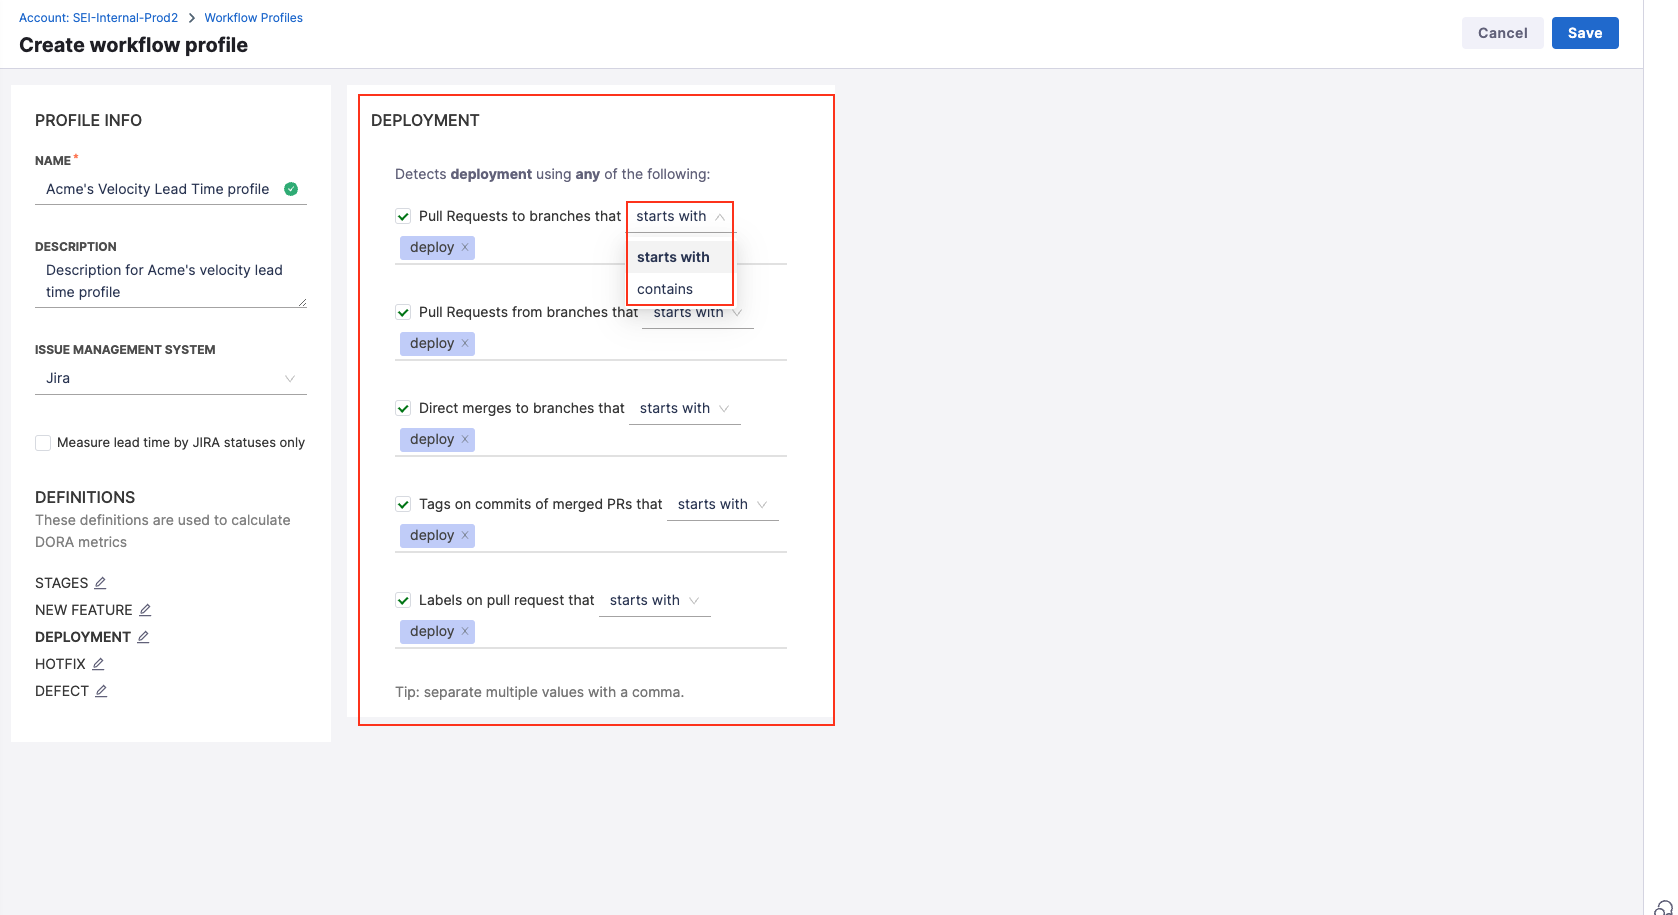 Account: SEI-Internal-Prod2 > Workflow Profiles
Create workflow profile
Cancel
Save
PROFILE INFO
NAME*
Acme's Velocity Lead Time profile
DESCRIPTION
Description for Acme's velocity lead
time profile
ISSUE MANAGEMENT SYSTEM
Jira
Measure lead time by JIRA statuses only
DEFINITIONS
These definitions are used to calculate
DORA metrics
STAGES
NEW FEATURE
DEPLOYMENT
HOTFIX
DEFECT
DEPLOYMENT
Detects deployment using any of the following:
Pull Requests to branches that starts with
deploy x
starts with
contains
Pull Requests from branches that starts with
deploy x
Direct merges to branches that starts with
deploy x
Tags on commits of merged PRs that starts with
deploy x
Labels on pull request that starts with
deploy x
Tip: separate multiple values with a comma.